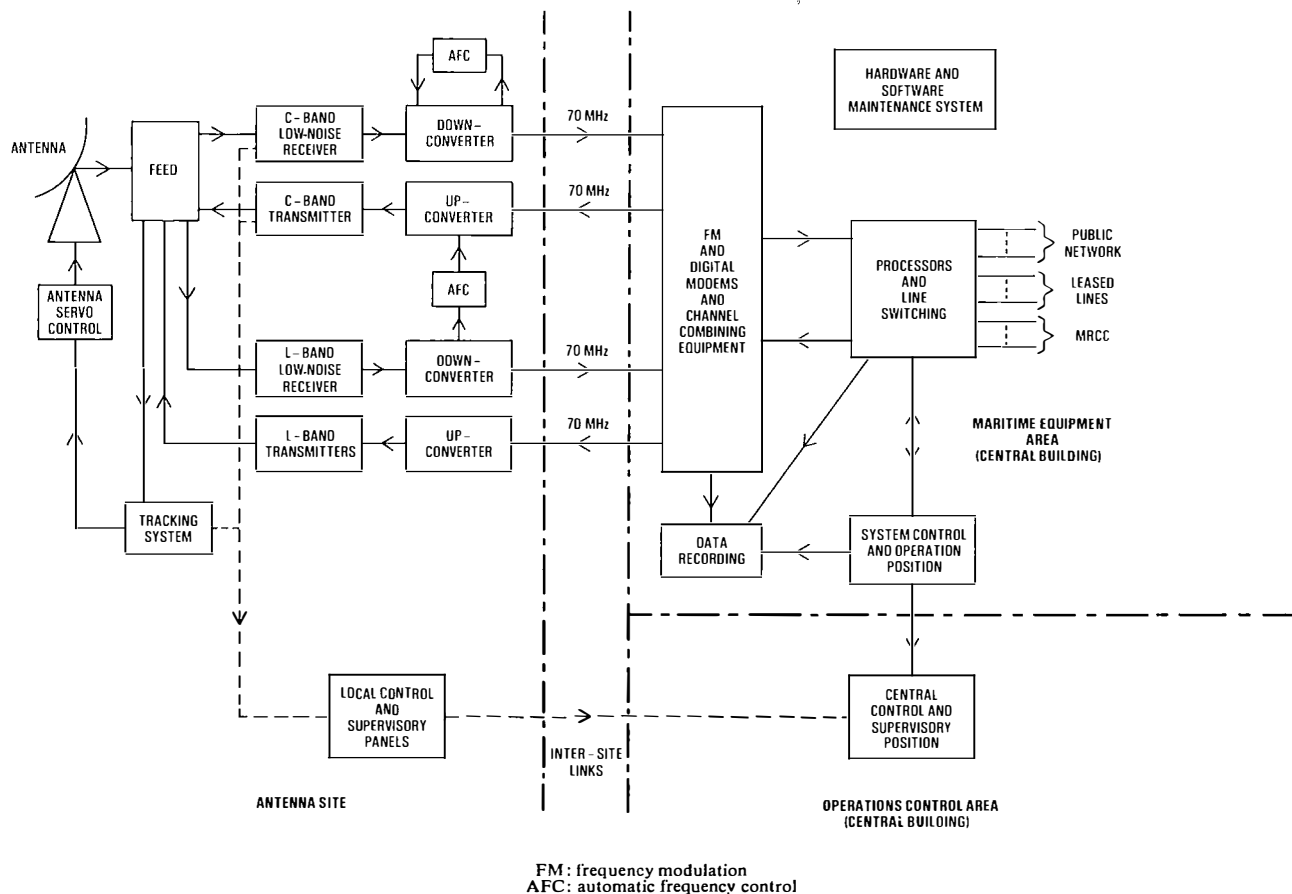 AFC
HARDWARE AND
SOFTWARE
MAINTENANCE SYSTEM
ANTENNA
FEED
C-BAND
LOW-NOISE
RECEIVER
DOWN-
CONVERTER
70 MHz
C-BAND
TRANSMITTER
UP-
CONVERTER
70 MHz
AFC
ANTENNA
SERVO
CONTROL
L-BAND
LOW-NOISE
RECEIVER
ODWN-
CONVERTER
70 MHz
L-BAND
TRANSMITTERS
UP-
CONVERTER
70 MHz
TRACKING
SYSTEM
FM
AND
DIGITAL
MODEMS
AND
CHANNEL
COMBINING
EQUIPMENT
PROCESSORS
AND
LINE
SWITCHING
PUBLIC
NETWORK
LEASED
LINES
MRCC
MARITIME EQUIPMENT
AREA
(CENTRAL BUILDING)
DATA
RECORDING
SYSTEM CONTROL
AND OPERATION
POSITION
LOCAL CONTROL
AND
SUPERVISORY
PANELS
CENTRAL
CONTROL AND
SUPERVISORY
POSITION
INTER-SITE
LINKS
ANTENNA SITE
OPERATIONS CONTROL AREA
(CENTRAL BUILDING)
FM: frequency modulation
AFC: automatic frequency control